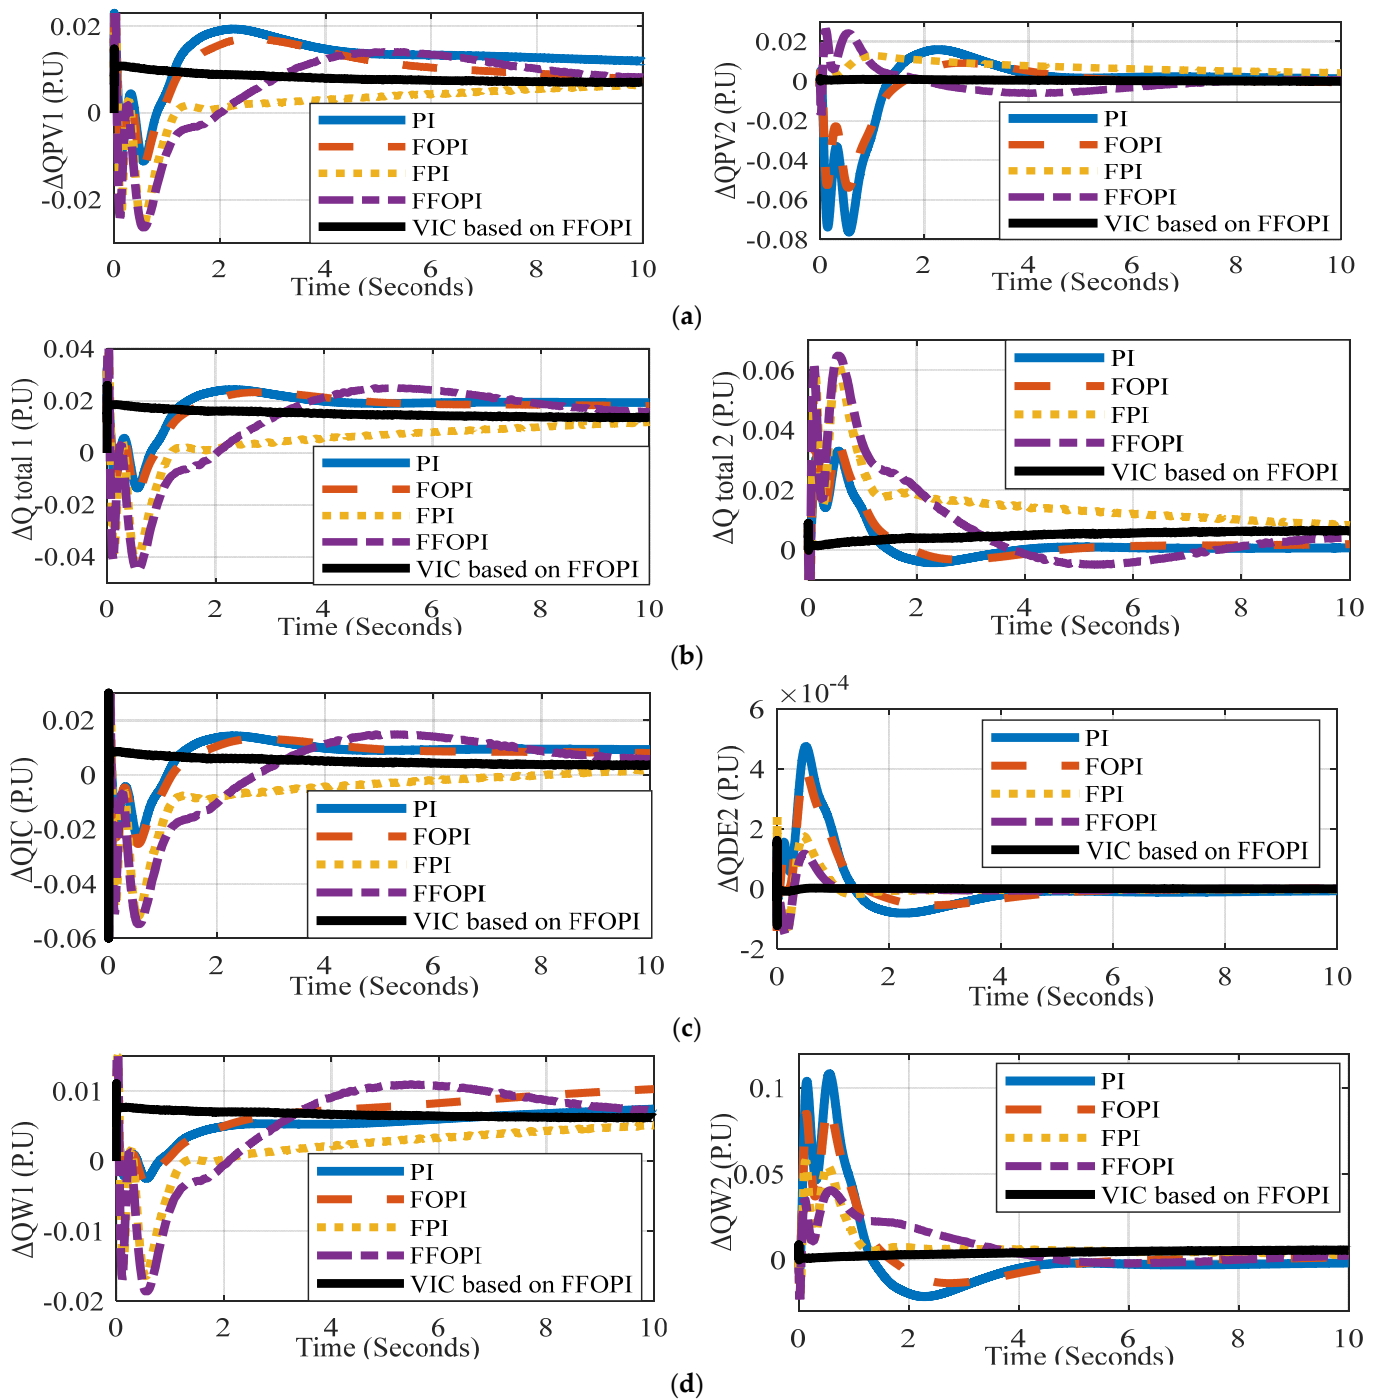 0.02
0
-0.02
ΔQPV1 (P.U)
PI
FOPI
FPI
FFOPI
VIC based on FFOPI
0 2 4 6 8 10
Time (Seconds)
0.02
0
-0.02
-0.04
-0.06
-0.08
ΔQPV2 (P.U)
PI
FOPI
FPI
FFOPI
VIC based on FFOPI
0 2 4 6 8 10
Time (Seconds)
(a)
0.04
0.02
0
-0.02
-0.04
ΔQ total 1 (P.U)
PI
FOPI
FPI
FFOPI
VIC based on FFOPI
0 2 4 6 8 10
Time (Seconds)
0.06
0.04
0.02
0
ΔQ total 2 (P.U)
PI
FOPI
FPI
FFOPI
VIC based on FFOPI
0 2 4 6 8 10
Time (Seconds)
(b)
0.02
0
-0.02
-0.04
-0.06
ΔQIC (P.U)
PI
FOPI
FPI
FFOPI
VIC based on FFOPI
0 2 4 6 8 10
Time (Seconds)
×10-4
6
4
2
0
-2
ΔQDE2 (P.U)
PI
FOPI
FPI
FFOPI
VIC based on FFOPI
0 2 4 6 8 10
Time (Seconds)
(c)
0.01
0
-0.01
-0.02
ΔQW1 (P.U)
PI
FOPI
FPI
FFOPI
VIC based on FFOPI
0 2 4 6 8 10
Time (Seconds)
0.1
0.05
0
ΔQW2 (P.U)
PI
FOPI
FPI
FFOPI
VIC based on FFOPI
0 2 4 6 8 10
Time (Seconds)
(d)